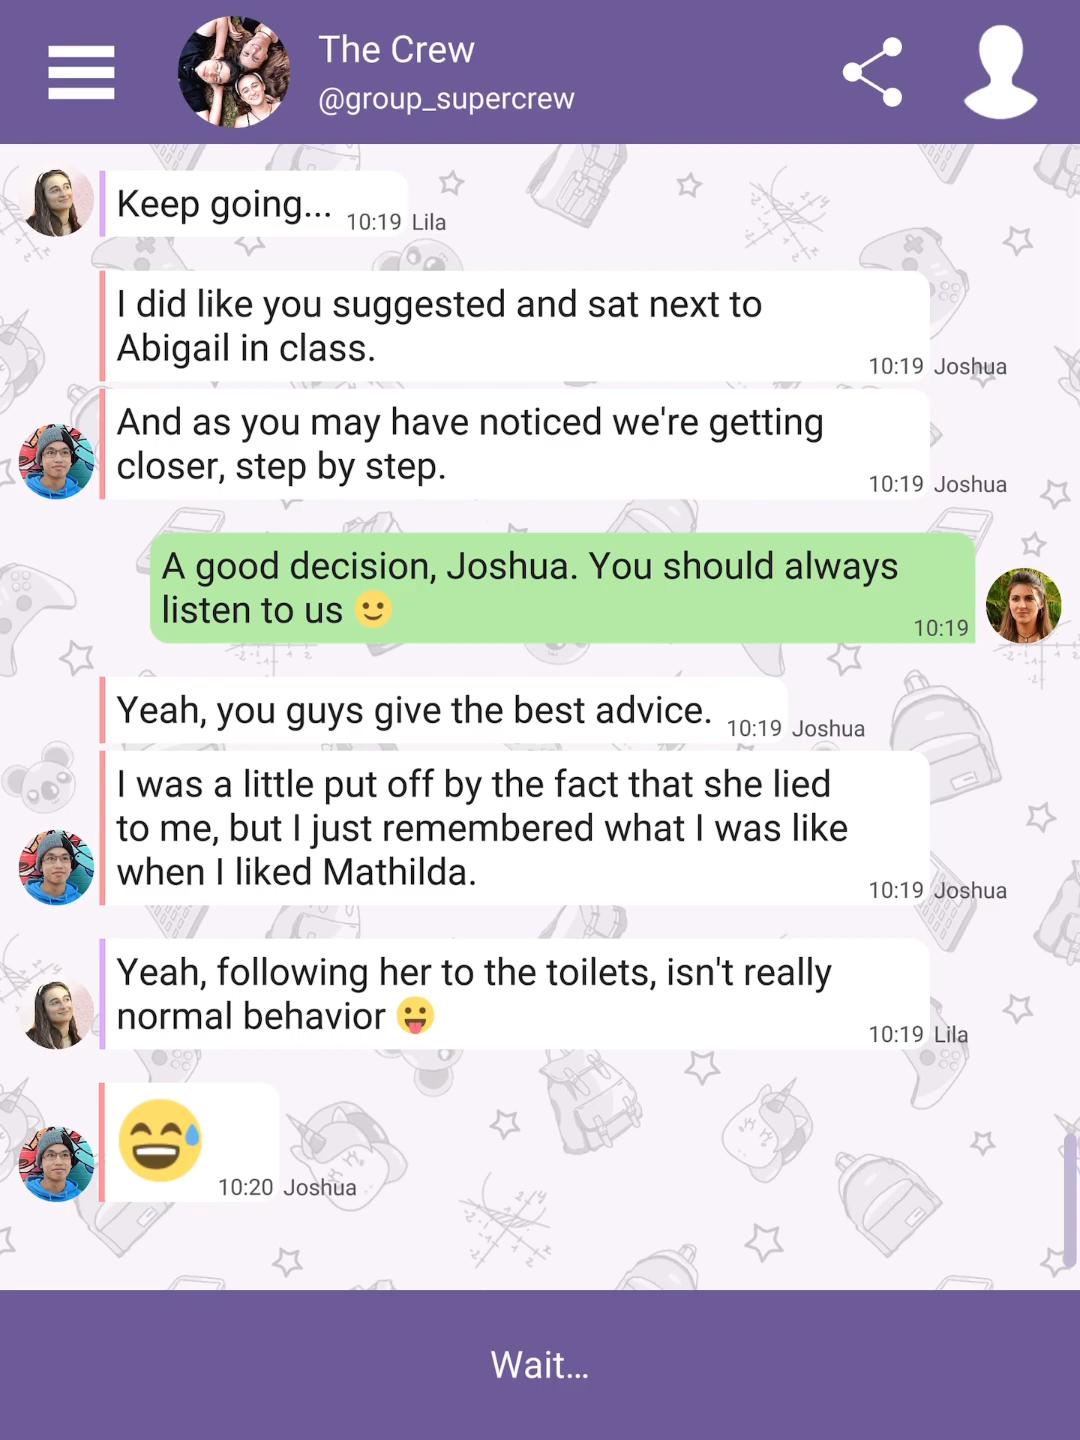 The Crew
@group_supercrew
Keep going...
10:19 Lila
I did like you suggested and sat next to
Abigail in class.
10:19 Joshua
And as you may have noticed we're getting
closer, step by step.
10:19 Joshua
A good decision, Joshua. You should always
listen to us 🙂
10:19
Yeah, you guys give the best advice.
10:19 Joshua
I was a little put off by the fact that she lied
to me, but I just remembered what I was like
when I liked Mathilda.
10:19 Joshua
Yeah, following her to the toilets, isn't really
normal behavior 😛
10:19 Lila
😅
10:20 Joshua
Wait...